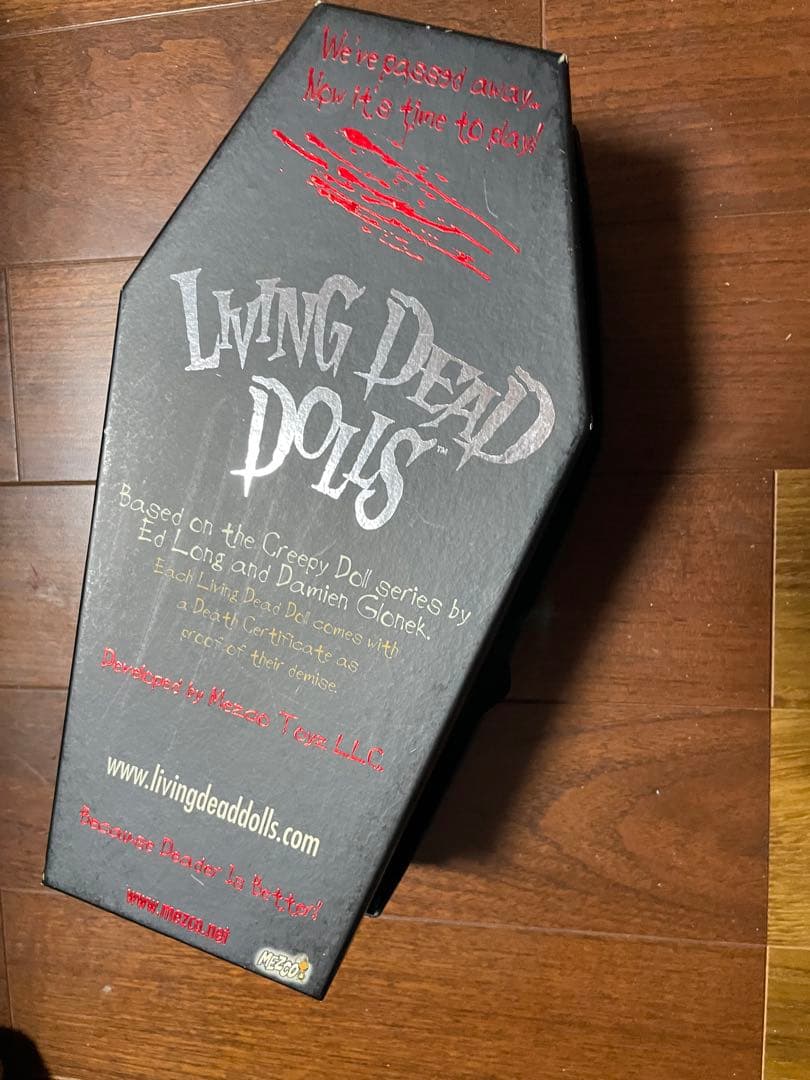 We've passed away..
Now it's time to play!
LIVING DEAD
DOLLS™
Based on the Creepy Doll series by
Ed Long and Damien Glonek.
Each Living Dead Doll comes with
a Death Certificate as
proof of their demise.
Developed by Mezco Toyz L.L.C.
www.livingdeaddolls.com
Because Deader Is Better!
www.mezco.net
MEZCO